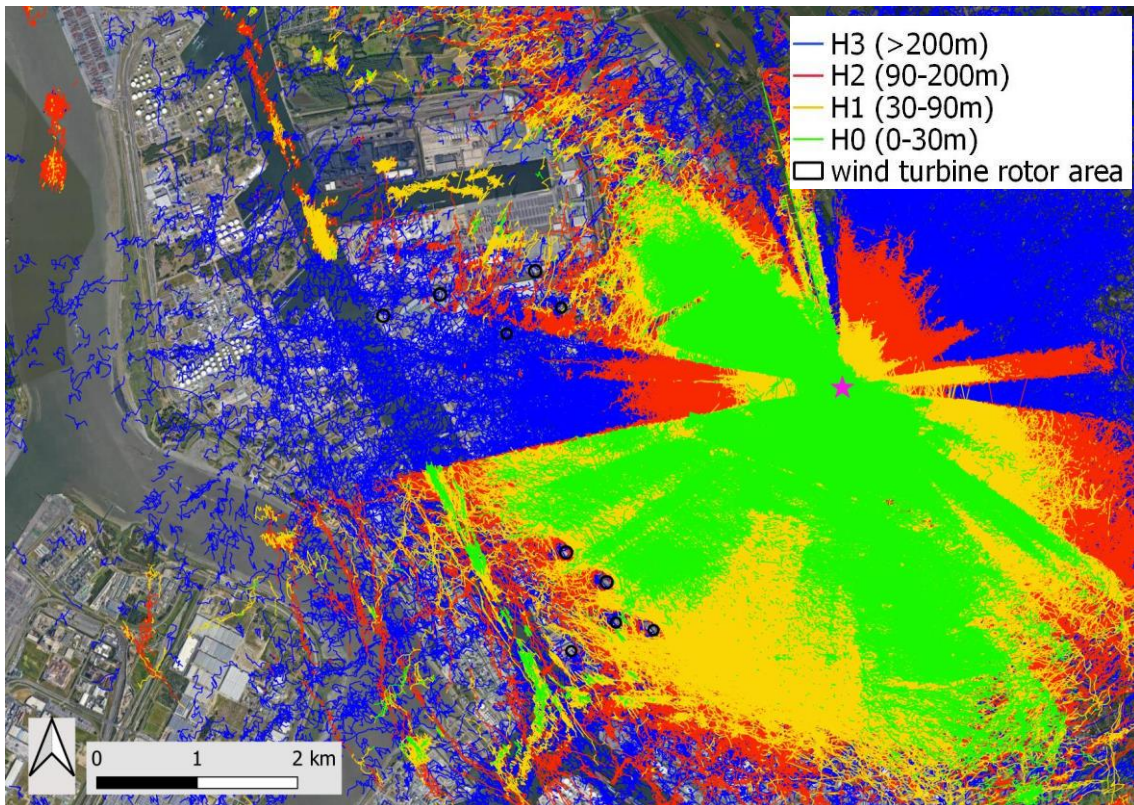 H3 (>200m)
H2 (90-200m)
H1 (30-90m)
H0 (0-30m)
wind turbine rotor area
0 1 2 km